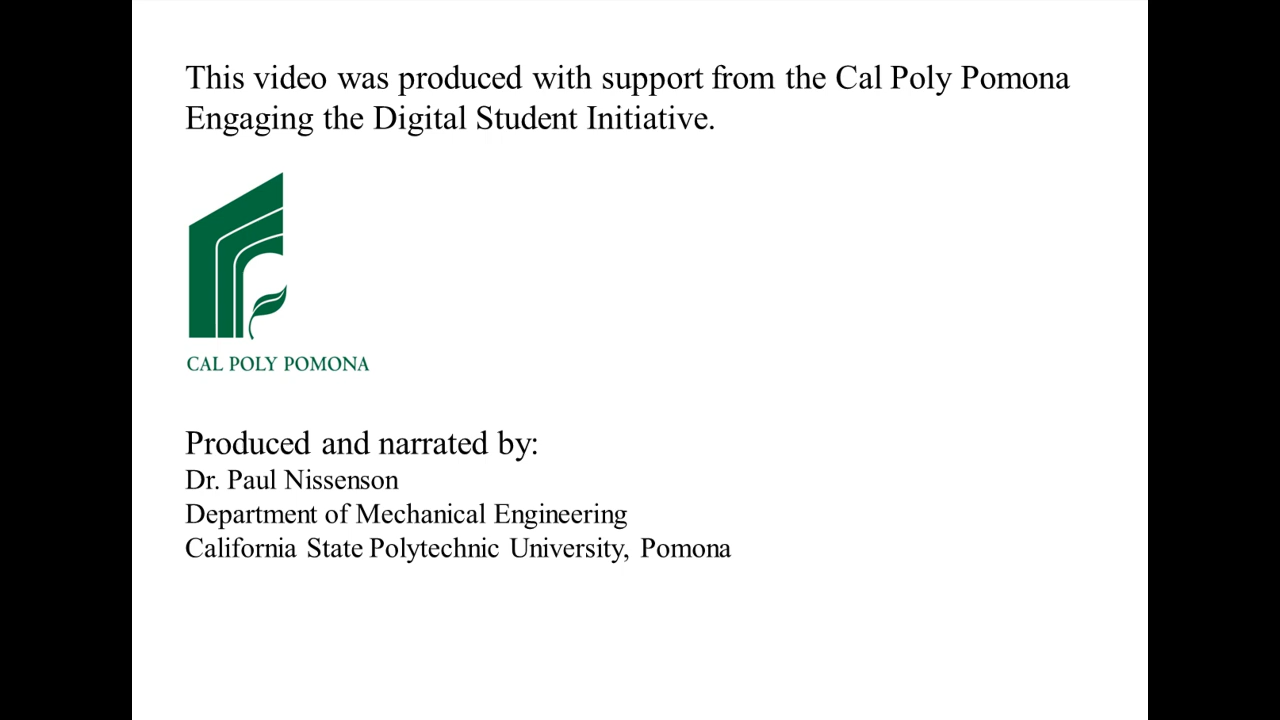 This video was produced with support from the Cal Poly Pomona
Engaging the Digital Student Initiative.
CAL POLY POMONA
Produced and narrated by:
Dr. Paul Nissenson
Department of Mechanical Engineering
California State Polytechnic University, Pomona